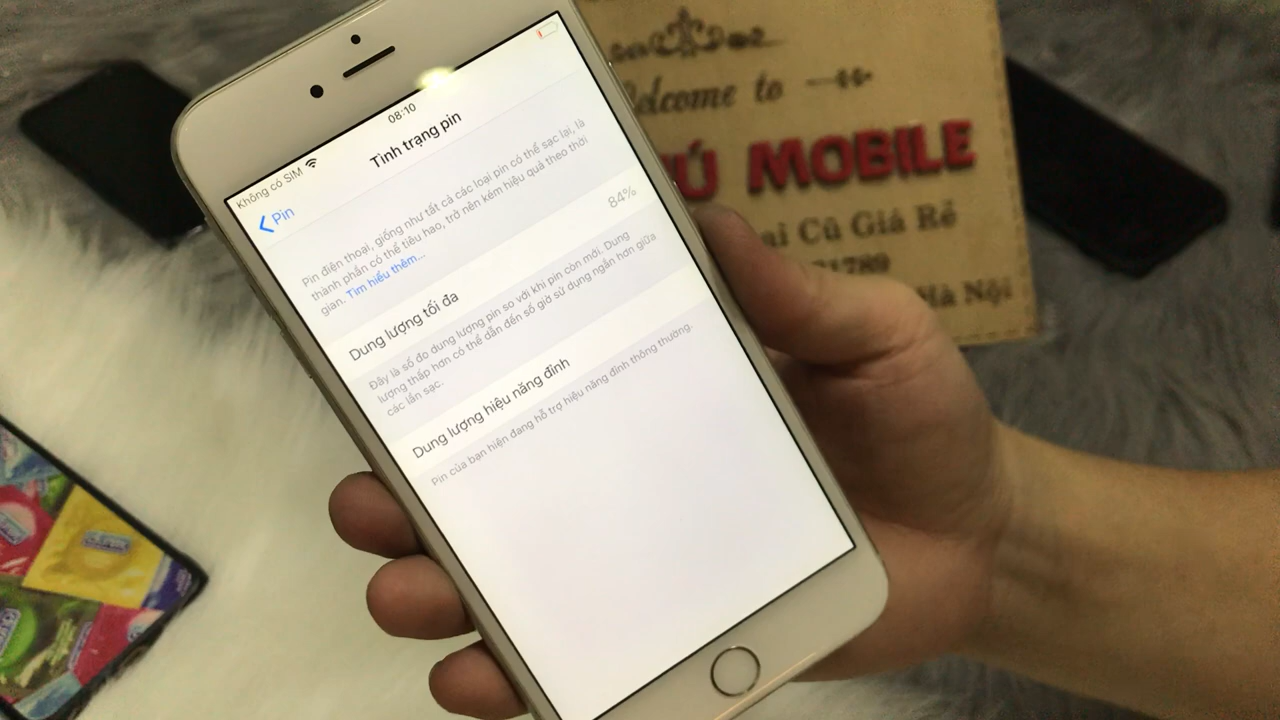 Không có SIM
08:10
Pin
Tình trạng pin
Pin điện thoại, giống như tất cả các loại pin có thể sạc lại, là
thành phần có thể tiêu hao, trở nên kém hiệu quả theo thời
gian. Tìm hiểu thêm...
Dung lượng tối đa 84%
Đây là số đo dung lượng pin so với khi pin còn mới. Dung
lượng thấp hơn có thể dẫn đến số giờ sử dụng ngắn hơn giữa
các lần sạc.
Dung lượng hiệu năng đỉnh
Pin của bạn hiện đang hỗ trợ hiệu năng đỉnh thông thường.
to
MOBILE
Cũ Giá Rẻ
1789
Hà Nội